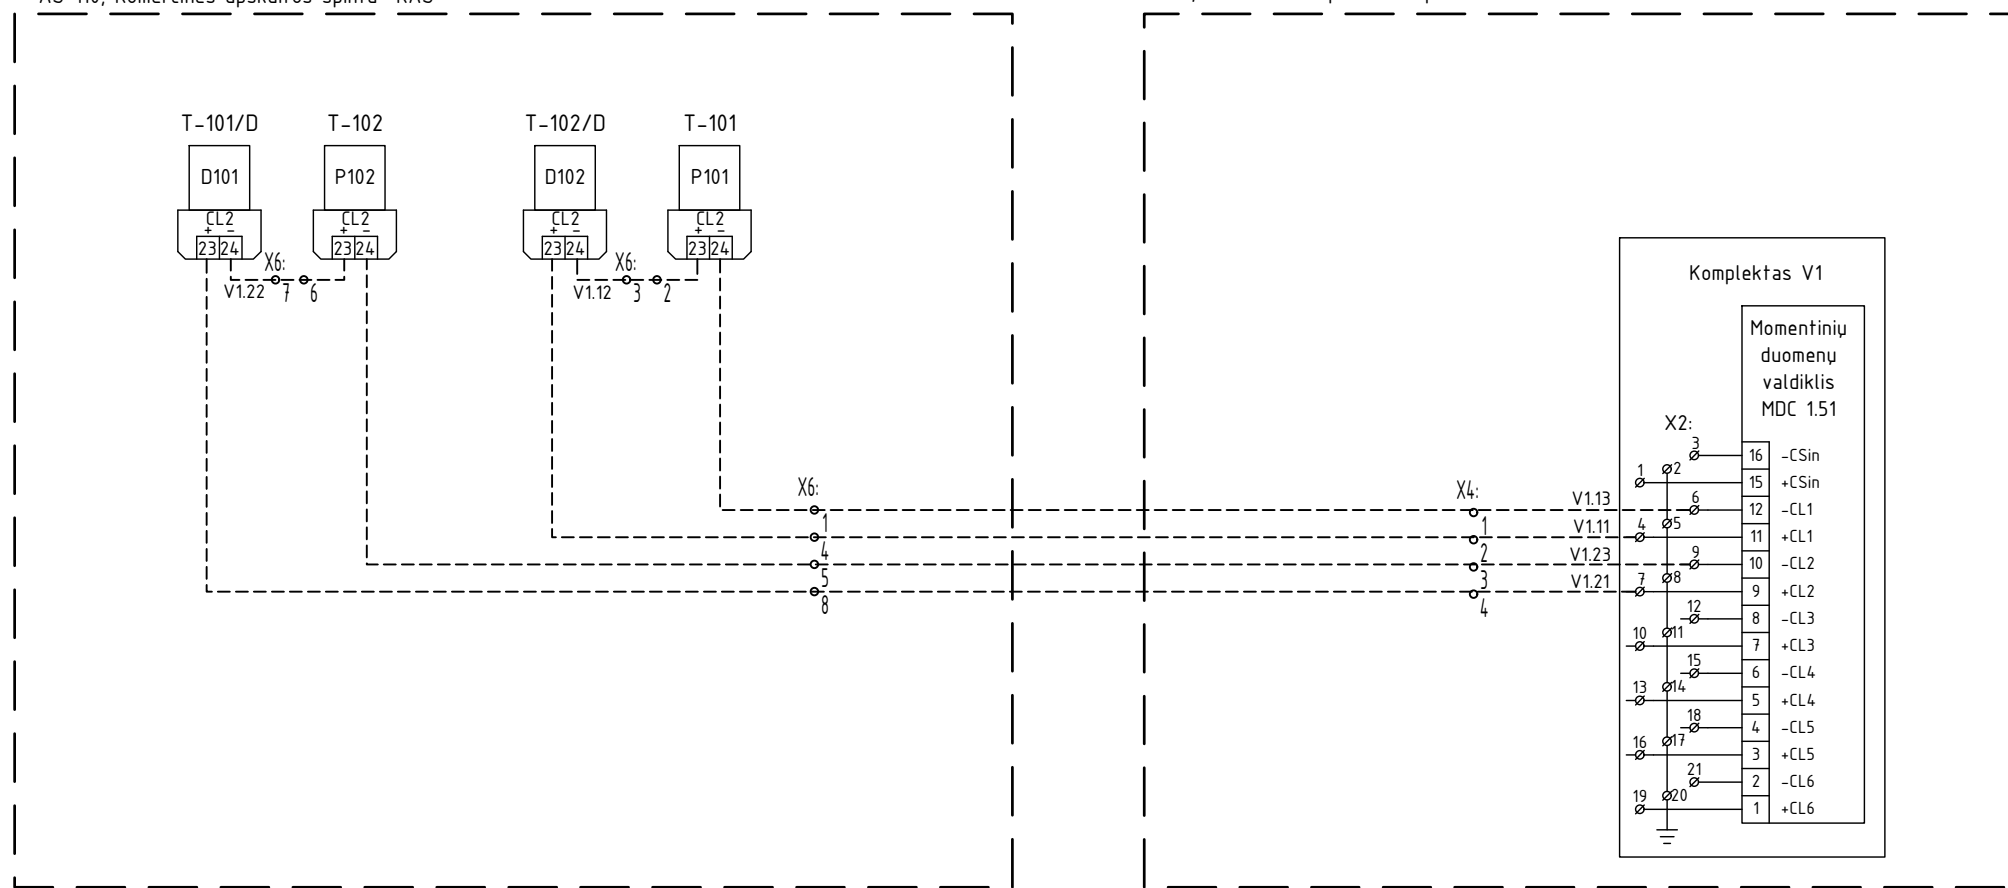 T-101/D T-102 T-102/D T-101
D101 P102 D102 P101
CL2 CL2 CL2 CL2
+ - + - + - + -
23 24 23 24 23 24 23 24
X6: X6:
V1.22 7 6 V1.12 3 2
Komplektas V1
Momentinių
duomenų
valdiklis
MDC 1.51
X2:
3 16 -CSin
1 2 15 +CSin
X6: X4: V1.13 6 12 -CL1
1 1 V1.11 4 5 11 +CL1
4 2 V1.23 9 10 -CL2
5 3 V1.21 7 8 9 +CL2
8 4 12 8 -CL3
10 11 7 +CL3
15 6 -CL4
13 14 5 +CL4
18 4 -CL5
16 17 3 +CL5
21 2 -CL6
19 20 1 +CL6